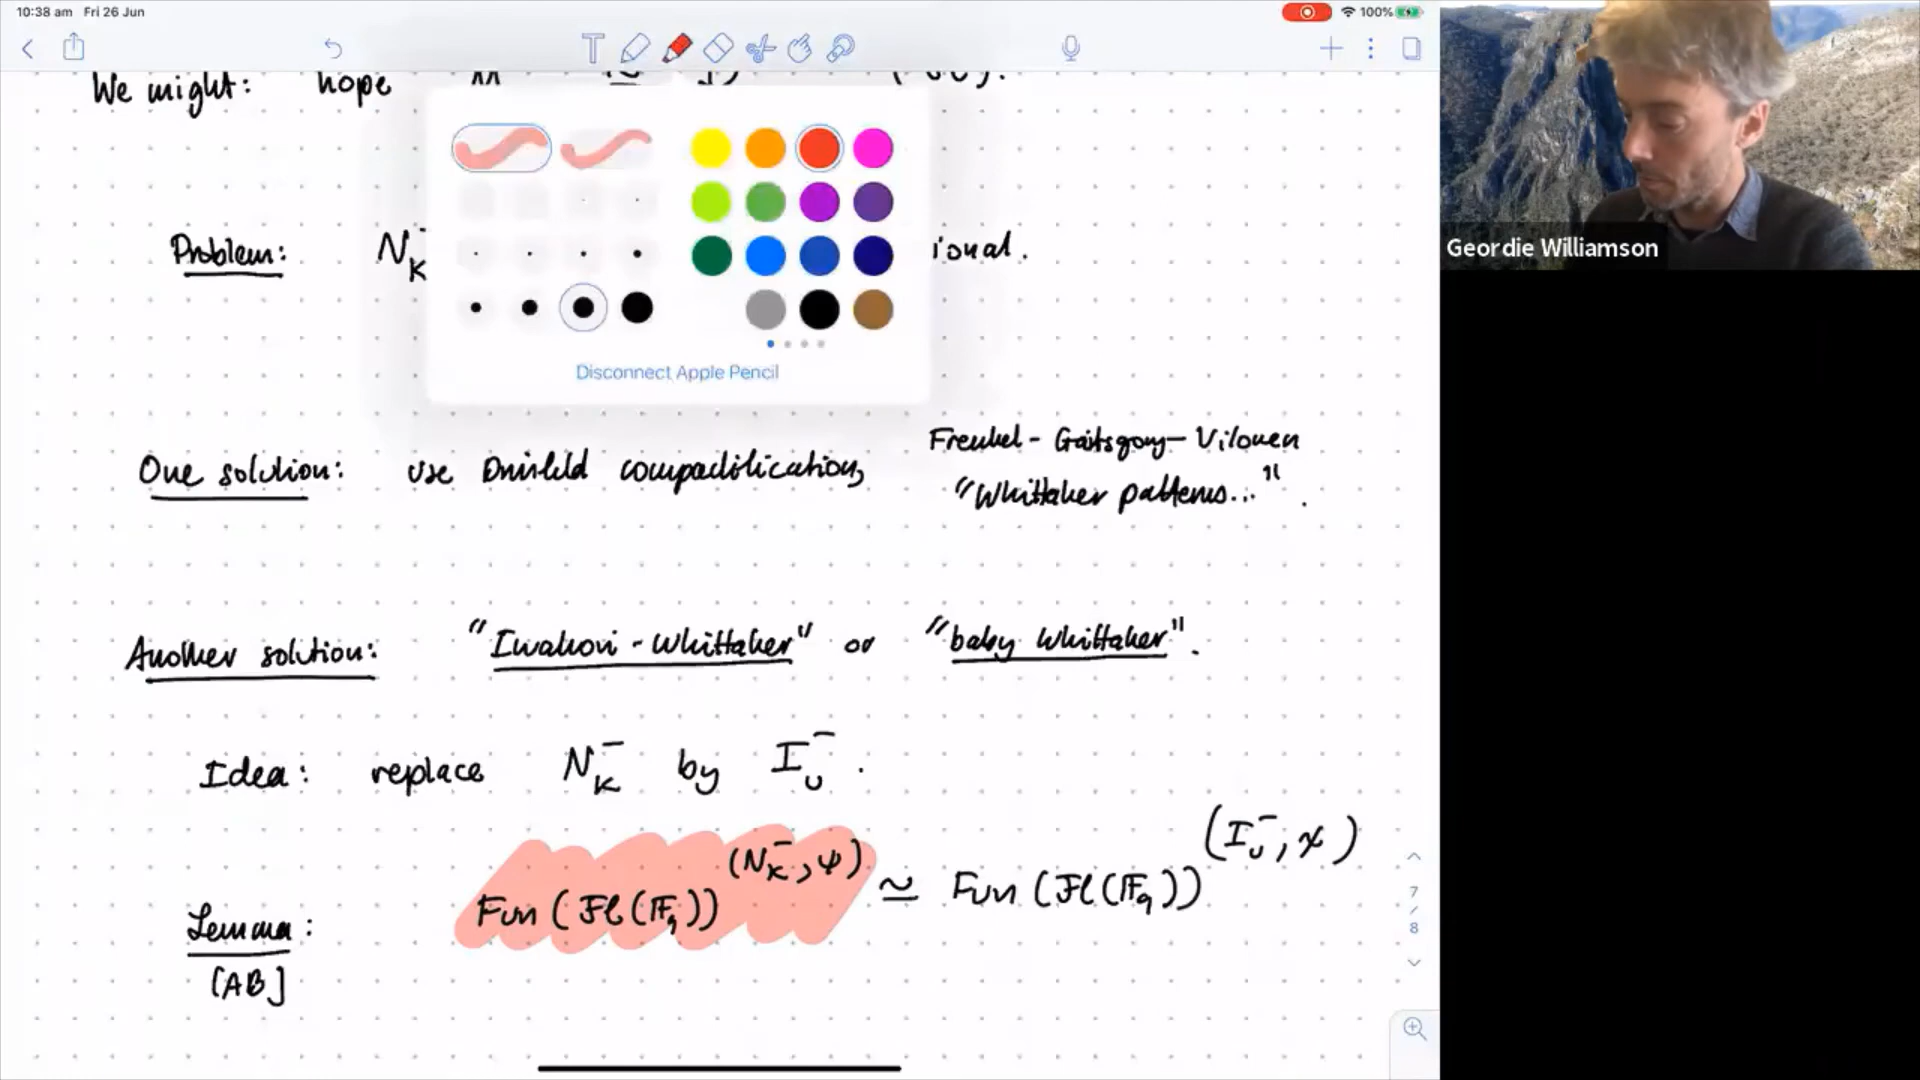 10:38 am Fri 26 Jun
100%
T
We might: hope
Geordie Williamson
Problem: N_K^- ional.
Disconnect Apple Pencil
One solution: use Drinfeld compactification, Frenkel - Gaitsgory - Vilonen
"Whittaker patterns..." .
Another solution: "Iwahori - Whittaker" or "baby Whittaker".
Idea: replace N_K^- by I_u^- .
Lemma: Fun(Fl(F_q))^(N_K^-, ψ) ≃ Fun(Fl(F_q))^(I_u^-, χ)
[AB]
7
/
8